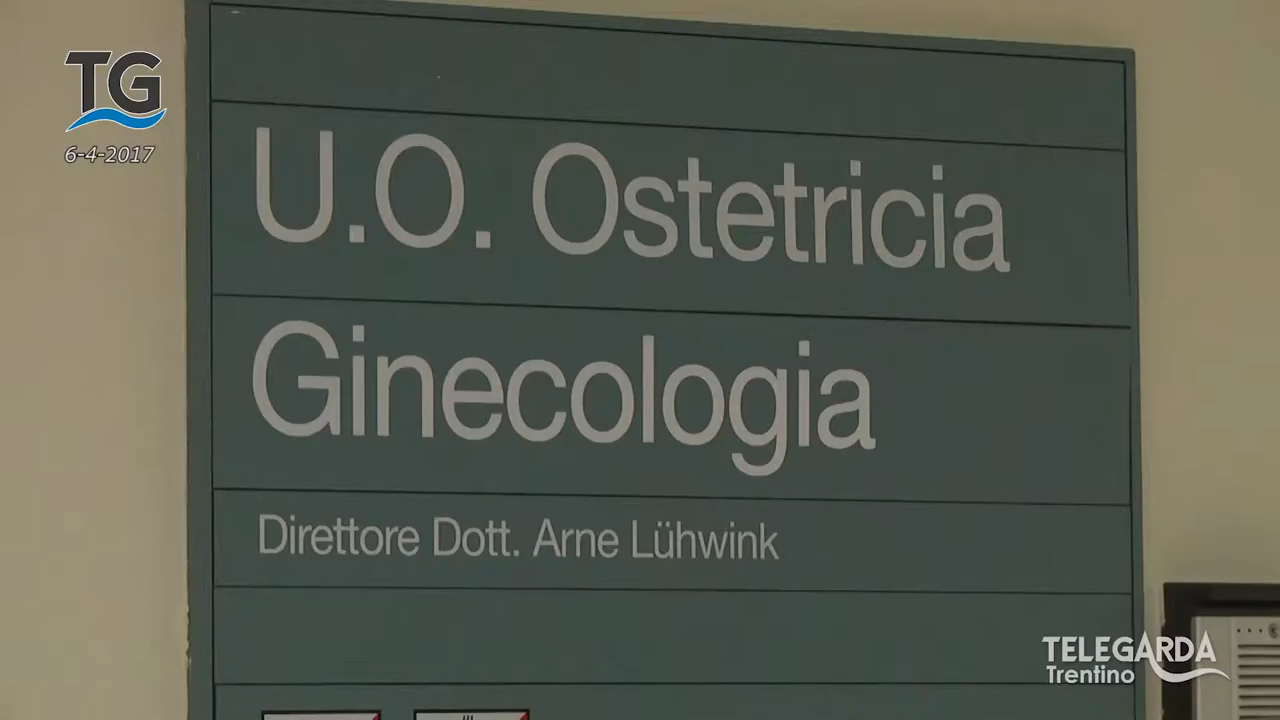 TG
6-4-2017
U.O. Ostetricia
Ginecologia
Direttore Dott. Arne Lühwink
TELEGARDA
Trentino